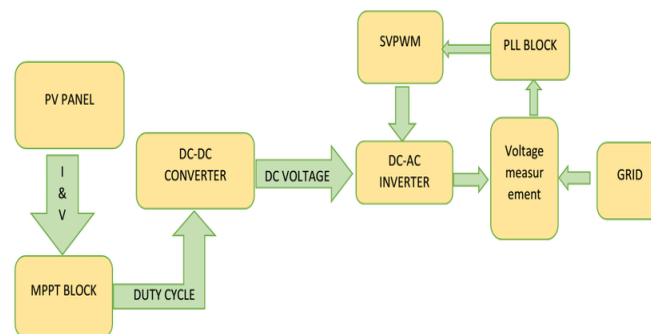 SVPWM
PLL BLOCK
PV PANEL
DC-DC
CONVERTER
DC VOLTAGE
DC-AC
INVERTER
Voltage
measur
ement
GRID
I
&
V
MPPT BLOCK
DUTY CYCLE